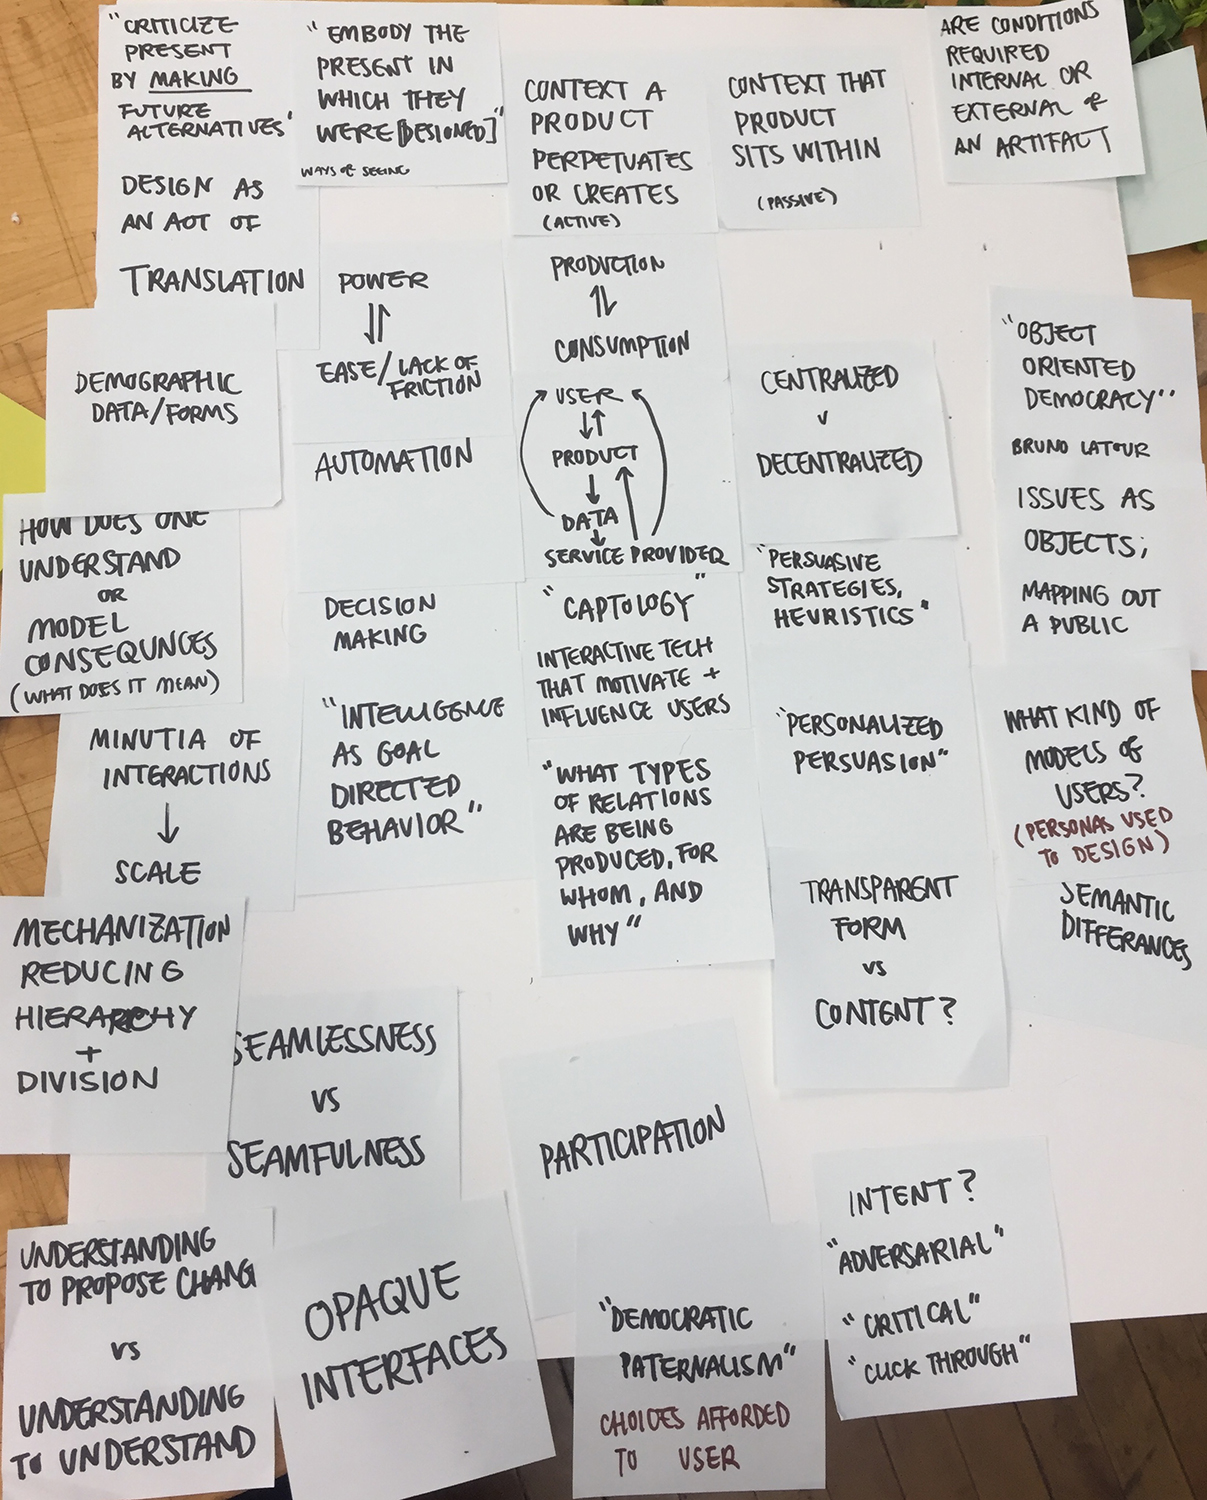 "CRITICIZE
PRESENT
BY MAKING
FUTURE
ALTERNATIVES"
DESIGN AS
AN ACT OF
TRANSLATION
"EMBODY THE
PRESENT IN
WHICH THEY
WERE [DESIGNED]"
WAYS OF SEEING
CONTEXT A
PRODUCT
PERPETUATES
OR CREATES
(ACTIVE)
CONTEXT THAT
PRODUCT
SITS WITHIN
(PASSIVE)
ARE CONDITIONS
REQUIRED
INTERNAL OR
EXTERNAL OF
AN ARTIFACT
DEMOGRAPHIC
DATA/FORMS
POWER
⇅
EASE/LACK OF
FRICTION
PRODUCTION
⇅
CONSUMPTION
CENTRALIZED
V
DECENTRALIZED
"OBJECT
ORIENTED
DEMOCRACY"
BRUNO LATOUR
HOW DOES ONE
UNDERSTAND
OR
MODEL
CONSEQUNCES
(WHAT DOES IT MEAN)
AUTOMATION
USER
PRODUCT
DATA
SERVICE PROVIDER
"PERSUASIVE
STRATEGIES,
HEURISTICS"
ISSUES AS
OBJECTS;
MAPPING OUT
A PUBLIC
MINUTIA OF
INTERACTIONS
↓
SCALE
DECISION
MAKING
"INTELLIGENCE
AS GOAL
DIRECTED
BEHAVIOR"
"CAPTOLOGY"
INTERACTIVE TECH
THAT MOTIVATE +
INFLUENCE USERS
"PERSONALIZED
PERSUASION"
WHAT KIND OF
MODELS OF
USERS?
(PERSONAS USED
TO DESIGN)
MECHANIZATION
REDUCING
HIERARCHY
+
DIVISION
"WHAT TYPES
OF RELATIONS
ARE BEING
PRODUCED, FOR
WHOM, AND
WHY"
TRANSPARENT
FORM
VS
CONTENT?
SEMANTIC
DIFFERANCES
SEAMLESSNESS
VS
SEAMFULNESS
PARTICIPATION
INTENT?
"ADVERSARIAL"
"CRITICAL"
"CLICK THROUGH"
UNDERSTANDING
TO PROPOSE CHANG
VS
UNDERSTANDING
TO UNDERSTAND
OPAQUE
INTERFACES
"DEMOCRATIC
PATERNALISM"
CHOICES AFFORDED
TO USER